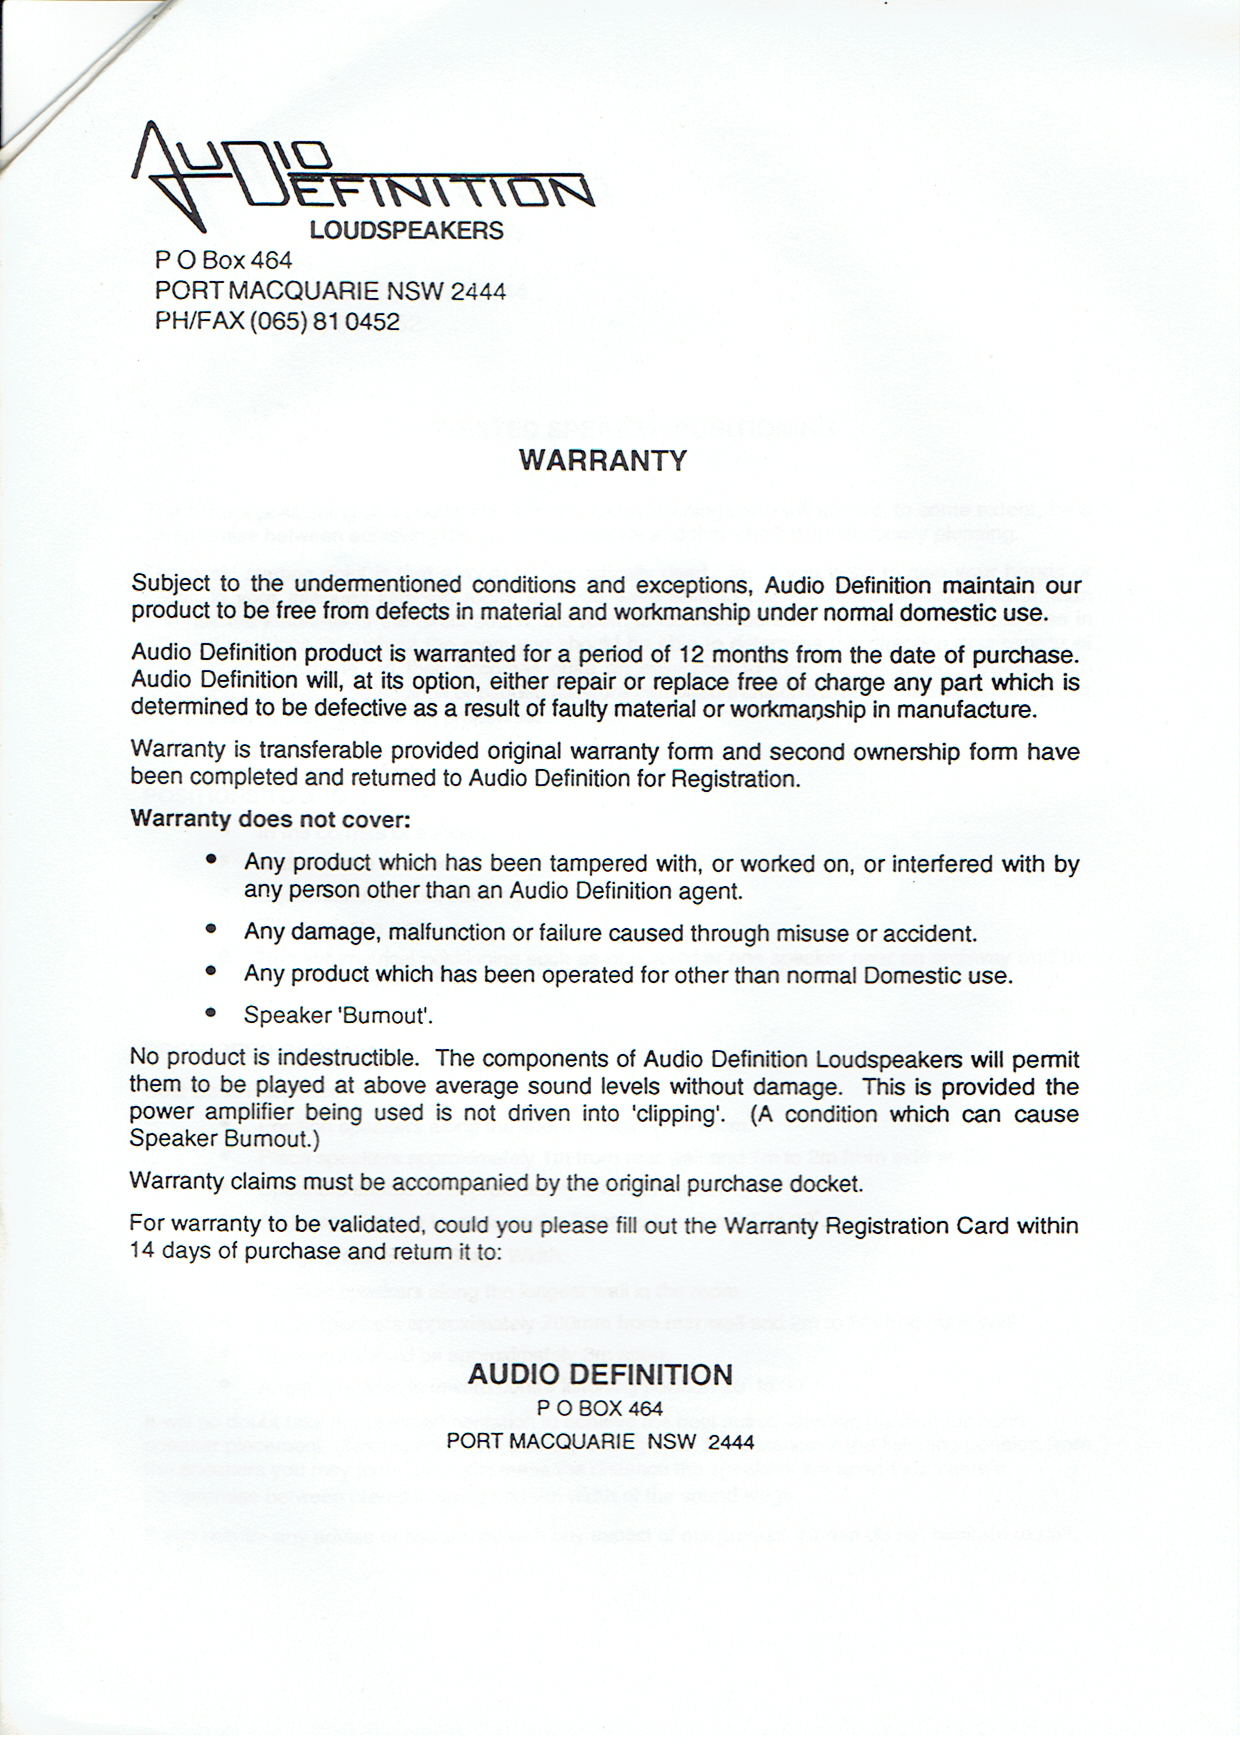 AUDIO
DEFINITION
LOUDSPEAKERS
P O Box 464
PORT MACQUARIE NSW 2444
PH/FAX (065) 81 0452
WARRANTY
Subject to the undermentioned conditions and exceptions, Audio Definition maintain our
product to be free from defects in material and workmanship under normal domestic use.
Audio Definition product is warranted for a period of 12 months from the date of purchase.
Audio Definition will, at its option, either repair or replace free of charge any part which is
determined to be defective as a result of faulty material or workmanship in manufacture.
Warranty is transferable provided original warranty form and second ownership form have
been completed and returned to Audio Definition for Registration.
Warranty does not cover:
• Any product which has been tampered with, or worked on, or interfered with by
any person other than an Audio Definition agent.
• Any damage, malfunction or failure caused through misuse or accident.
• Any product which has been operated for other than normal Domestic use.
• Speaker 'Burnout'.
No product is indestructible. The components of Audio Definition Loudspeakers will permit
them to be played at above average sound levels without damage. This is provided the
power amplifier being used is not driven into 'clipping'. (A condition which can cause
Speaker Burnout.)
Warranty claims must be accompanied by the original purchase docket.
For warranty to be validated, could you please fill out the Warranty Registration Card within
14 days of purchase and return it to:
AUDIO DEFINITION
P O BOX 464
PORT MACQUARIE NSW 2444